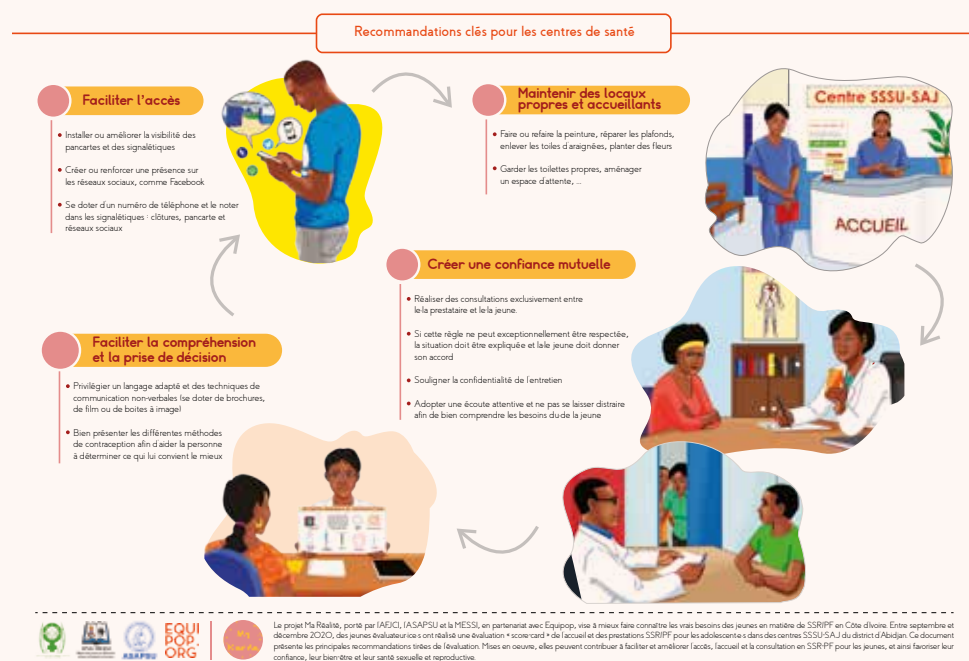 Recommandations clés pour les centres de santé
Faciliter l'accès
• Installer ou améliorer la visibilité des
pancartes et des signalétiques
• Créer ou renforcer une présence sur
les réseaux sociaux, comme Facebook
• Se doter d'un numéro de téléphone et le noter
dans les signalétiques : clôtures, pancarte et
réseaux sociaux
Maintenir des locaux
propres et accueillants
• Faire ou refaire la peinture, réparer les plafonds,
enlever les toiles d'araignées, planter des fleurs
• Garder les toilettes propres, aménager
un espace d'attente, ...
Centre SSSU-SAJ
ACCUEIL
Créer une confiance mutuelle
• Réaliser des consultations exclusivement entre
le·la prestataire et le·la jeune.
• Si cette règle ne peut exceptionnellement être respectée,
la situation doit être expliquée et la·le jeune doit donner
son accord
• Souligner la confidentialité de l'entretien
• Adopter une écoute attentive et ne pas se laisser distraire
afin de bien comprendre les besoins du·de la jeune
Faciliter la compréhension
et la prise de décision
• Privilégier un langage adapté et des techniques de
communication non-verbales (se doter de brochures,
de film ou de boites à image)
• Bien présenter les différentes méthodes
de contraception afin d'aider la personne
à déterminer ce qui lui convient le mieux
ASAPSU
EQUI
POP.
ORG
Le projet Ma Réalité, porté par l'AFJCI, l'ASAPSU et la MESSI, en partenariat avec Equipop, vise à mieux faire connaître les vrais besoins des jeunes en matière de SSR/PF en Côte d'Ivoire. Entre septembre et
décembre 2020, des jeunes évaluateur·ice·s ont réalisé une évaluation « score-card » de l'accueil et des prestations SSR/PF pour les adolescent·e·s dans des centres SSSU-SAJ du district d'Abidjan. Ce document
présente les principales recommandations tirées de l'évaluation. Mises en oeuvre, elles peuvent contribuer à faciliter et améliorer l'accès, l'accueil et la consultation en SSR-PF pour les jeunes, et ainsi favoriser leur
confiance, leur bien-être et leur santé sexuelle et reproductive.